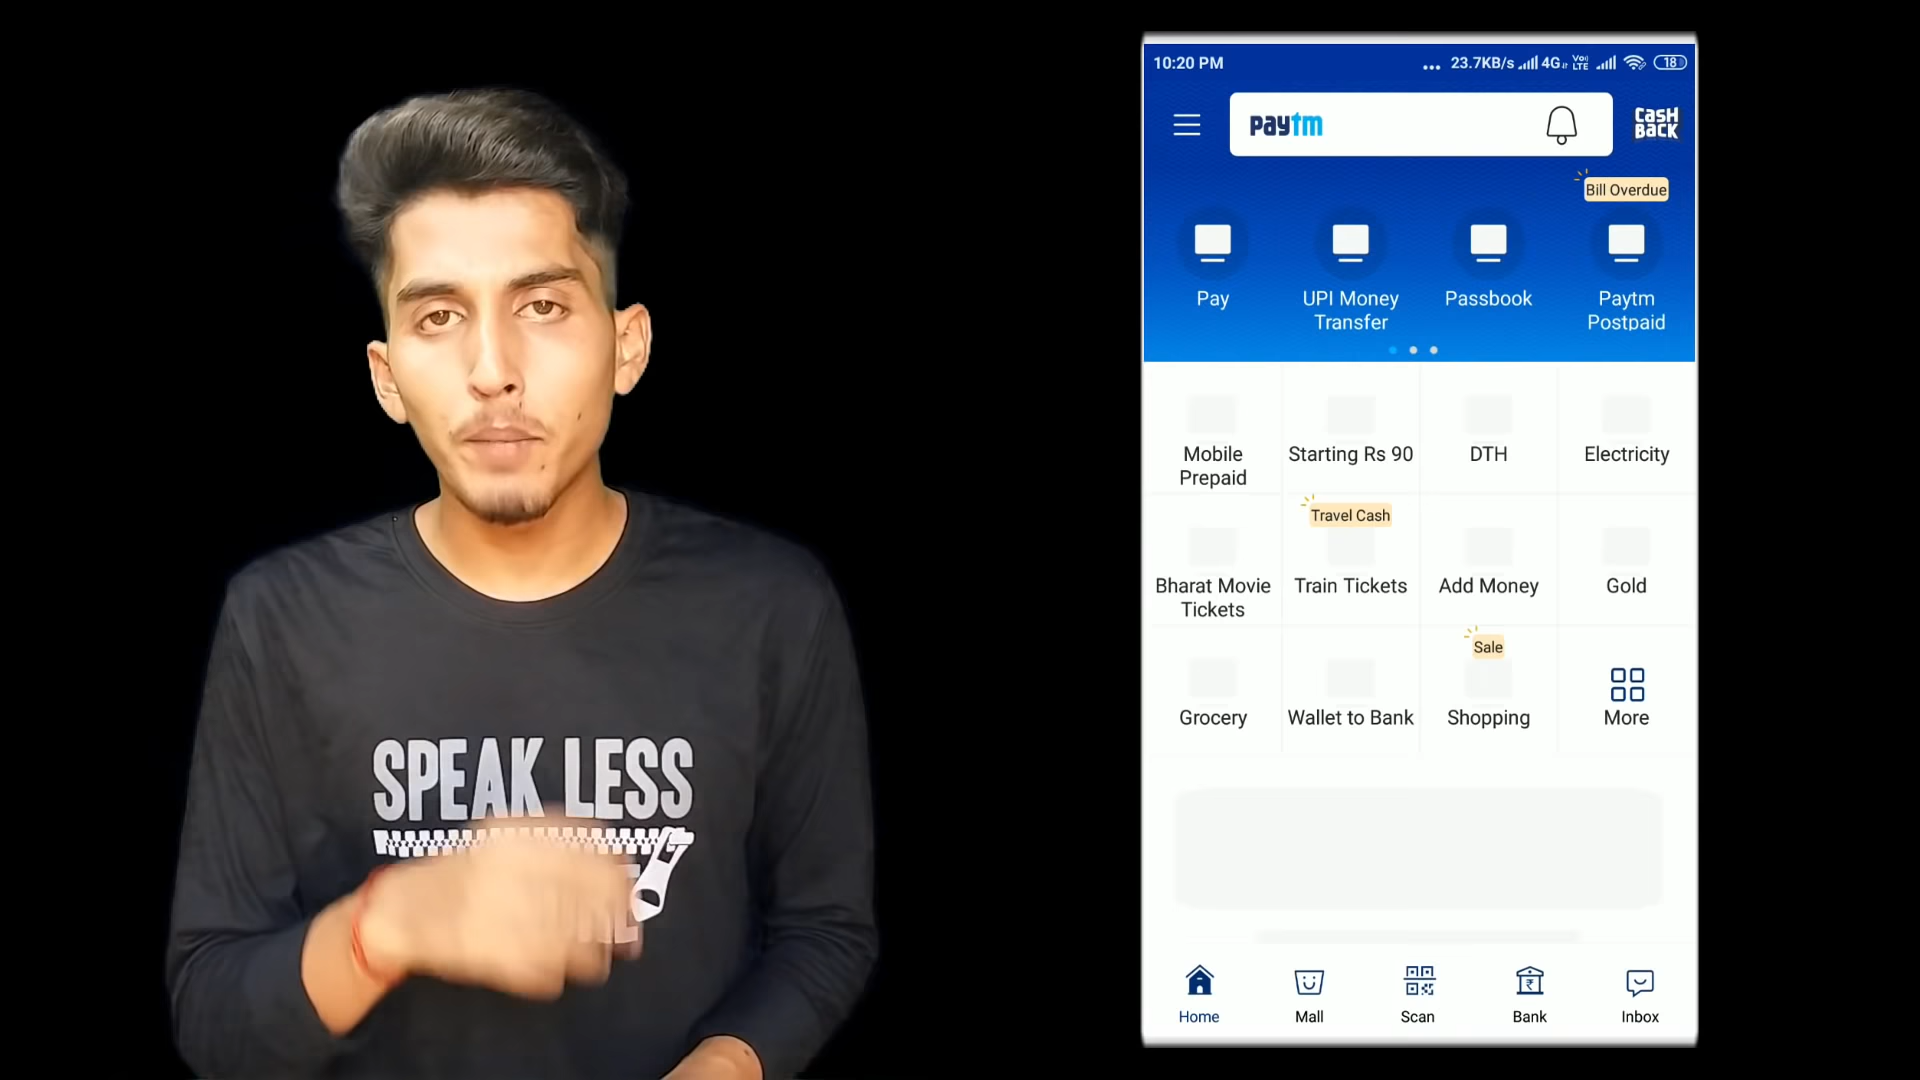 SPEAK LESS
10:20 PM
... 23.7KB/s 4G Vo) LTE 18
paytm
CASH
BACK
Bill Overdue
Pay
UPI Money
Transfer
Passbook
Paytm
Postpaid
Mobile
Prepaid
Starting Rs 90
DTH
Electricity
Travel Cash
Bharat Movie
Tickets
Train Tickets
Add Money
Gold
Sale
Grocery
Wallet to Bank
Shopping
More
Home
Mall
Scan
Bank
Inbox